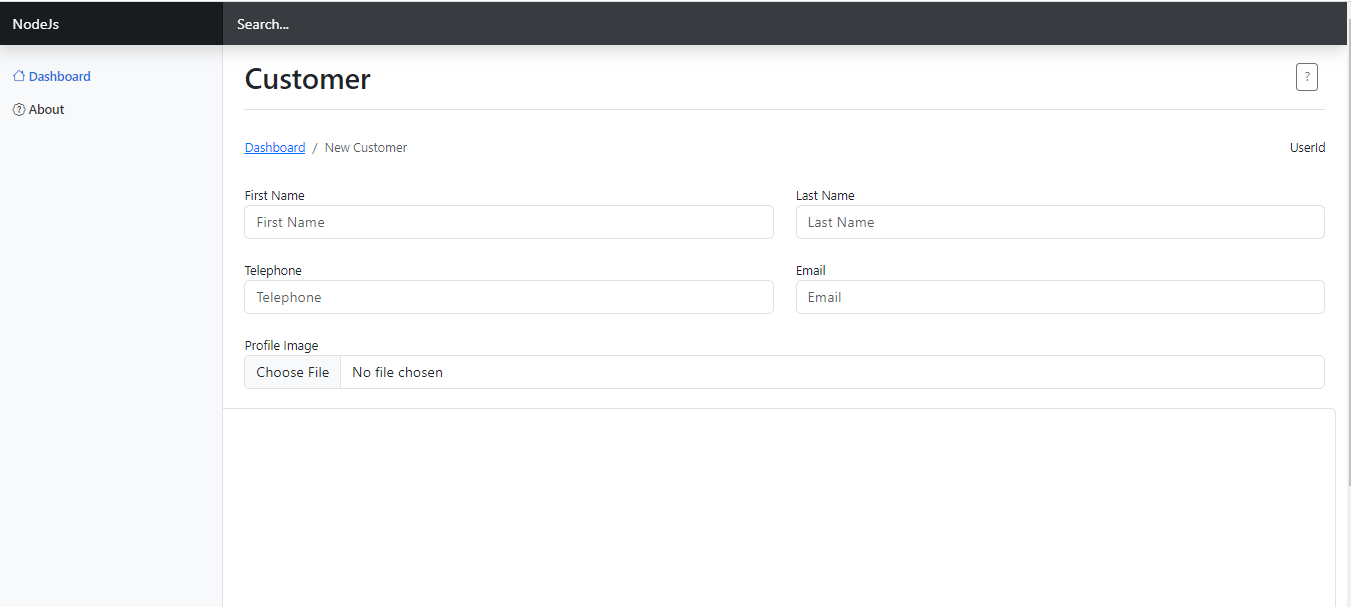 NodeJs
Search...
Dashboard
About
Customer
?
Dashboard / New Customer
UserId
First Name
Last Name
First Name
Last Name
Telephone
Email
Telephone
Email
Profile Image
Choose File
No file chosen